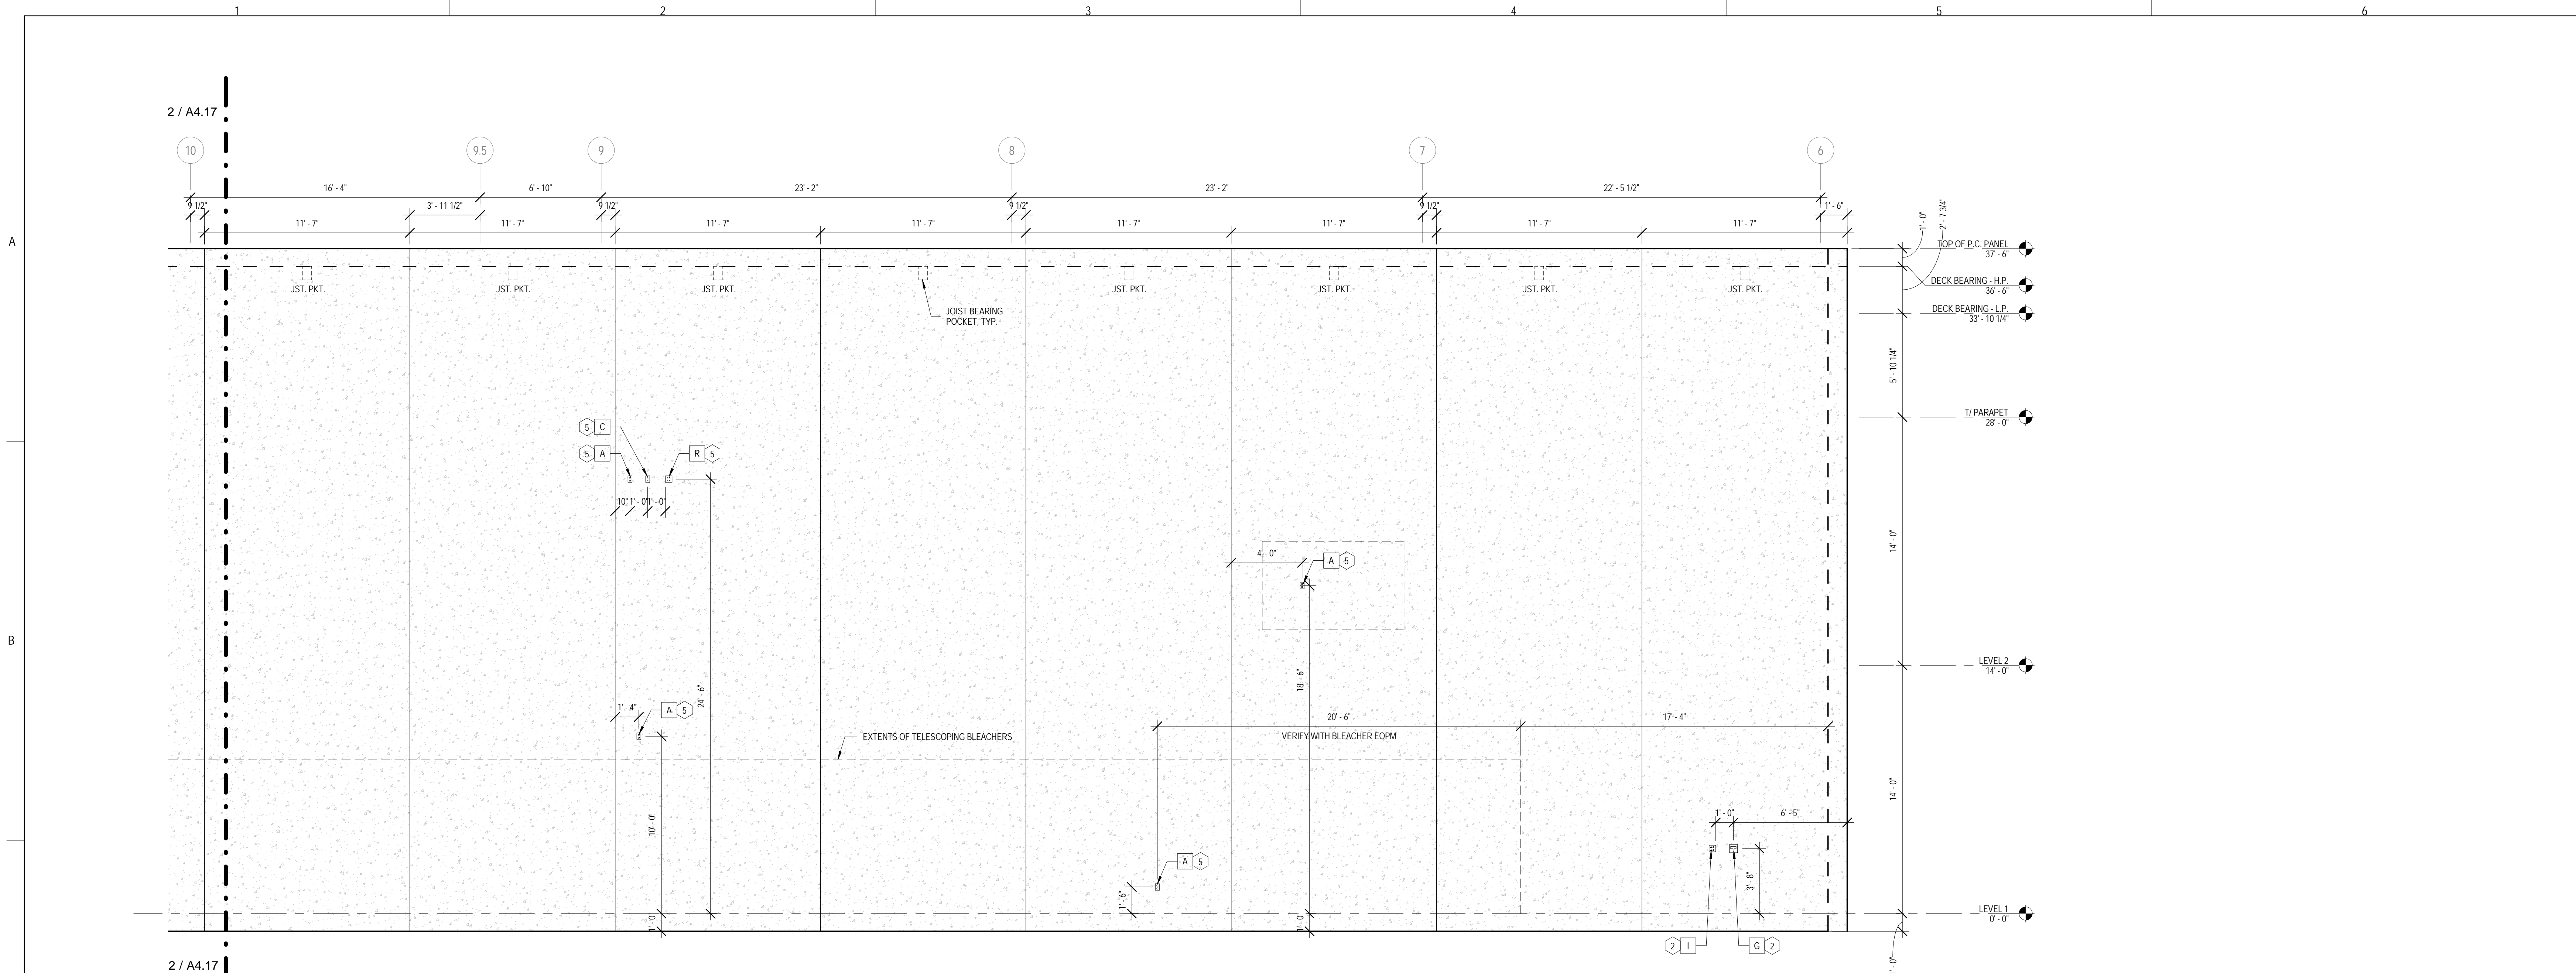 1
2
3
4
5
6
2 / A4.17
10
9.5
9
8
7
6
16' - 4"
6' - 10"
23' - 2"
23' - 2"
22' - 5 1/2"
9 1/2"
3' - 11 1/2"
9 1/2"
9 1/2"
9 1/2"
1' - 6"
11' - 7"
11' - 7"
11' - 7"
11' - 7"
11' - 7"
11' - 7"
11' - 7"
11' - 7"
1' - 0"
2' - 7 3/4"
A
TOP OF P.C. PANEL
37' - 6"
JST. PKT.
JST. PKT.
JST. PKT.
JST. PKT.
JST. PKT.
JST. PKT.
JST. PKT.
DECK BEARING - H.P.
36' - 6"
JOIST BEARING
POCKET, TYP.
DECK BEARING - L.P.
33' - 10 1/4"
5' - 10 1/4"
T/ PARAPET
28' - 0"
5 C
5 A
R 5
10"
1' - 0"
1' - 0"
4' - 0"
A 5
14' - 0"
B
24' - 6"
18' - 6"
LEVEL 2
14' - 0"
1' - 4"
A 5
20' - 6"
17' - 4"
EXTENTS OF TELESCOPING BLEACHERS
VERIFY WITH BLEACHER EQPM
14' - 0"
10' - 0"
1' - 0"
6' - 5"
A 5
3' - 8"
1' - 6"
LEVEL 1
0' - 0"
1' - 0"
1' - 0"
2 I
G 2
2 / A4.17